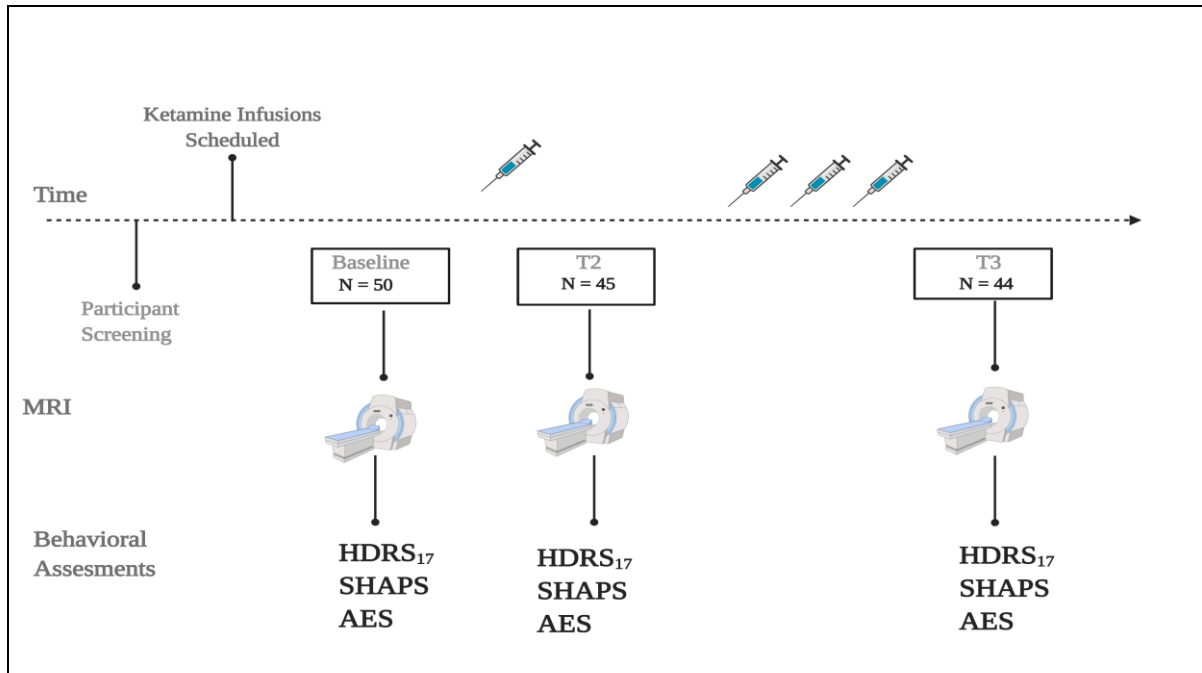 Ketamine Infusions
Scheduled
Time
Baseline
N = 50
T2
N = 45
T3
N = 44
Participant
Screening
MRI
Behavioral
Assesments
HDRS₁₇
SHAPS
AES
HDRS₁₇
SHAPS
AES
HDRS₁₇
SHAPS
AES